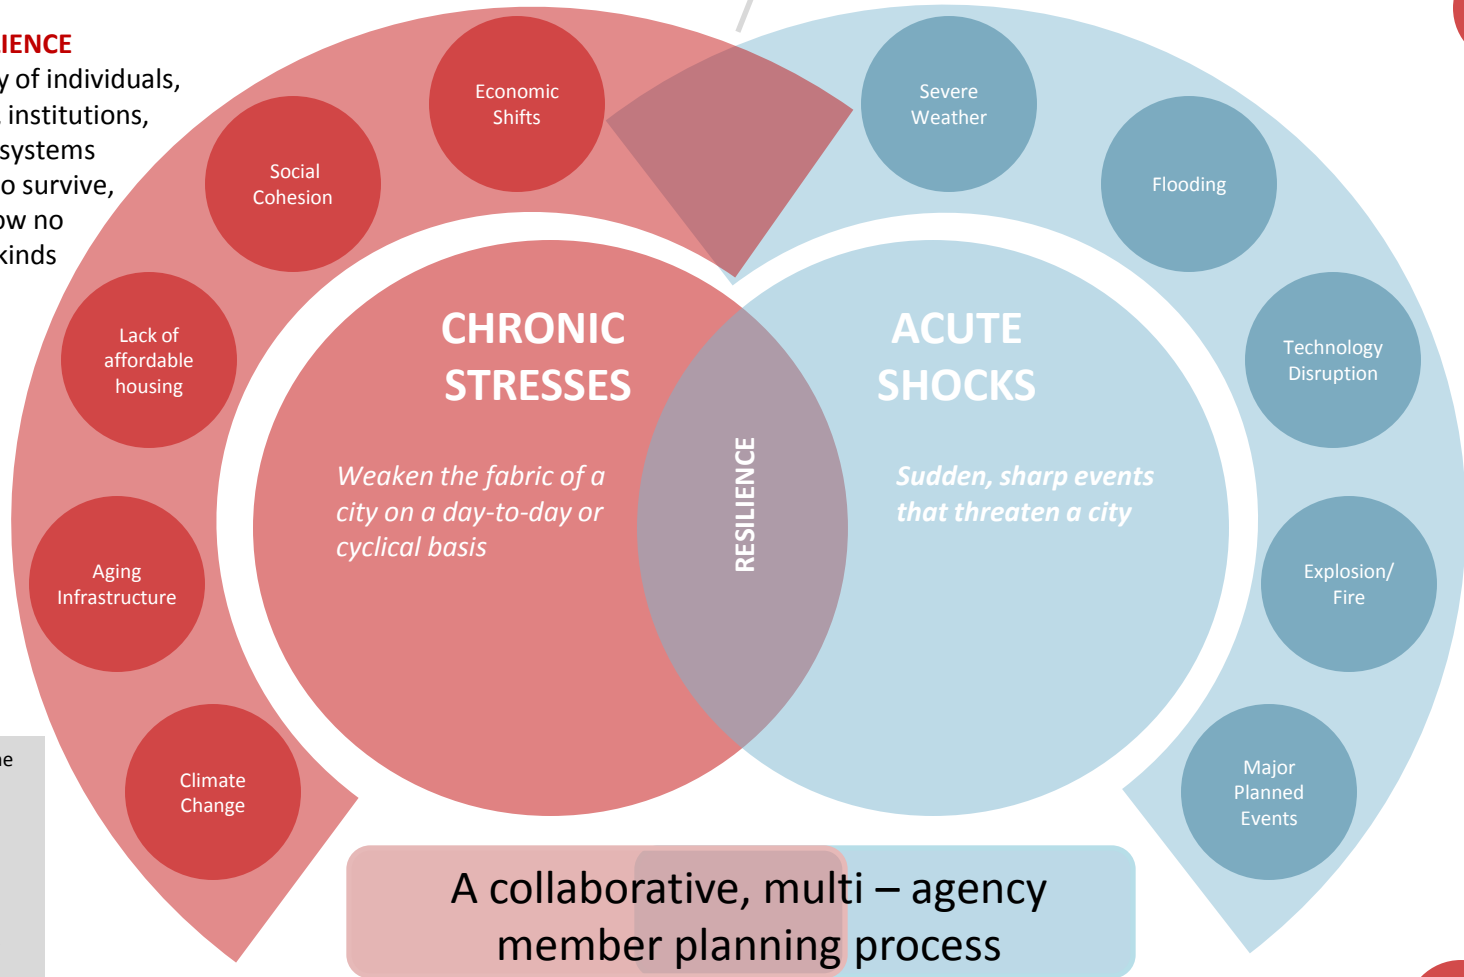 LIENCE
y of individuals,
institutions,
systems
o survive,
ow no
kinds
Economic
Shifts
Social
Cohesion
Lack of
affordable
housing
Aging
Infrastructure
Climate
Change
CHRONIC
STRESSES
Weaken the fabric of a
city on a day-to-day or
cyclical basis
RESILIENCE
ACUTE
SHOCKS
Sudden, sharp events
that threaten a city
Severe
Weather
Flooding
Technology
Disruption
Explosion/
Fire
Major
Planned
Events
ne
A collaborative, multi – agency
member planning process